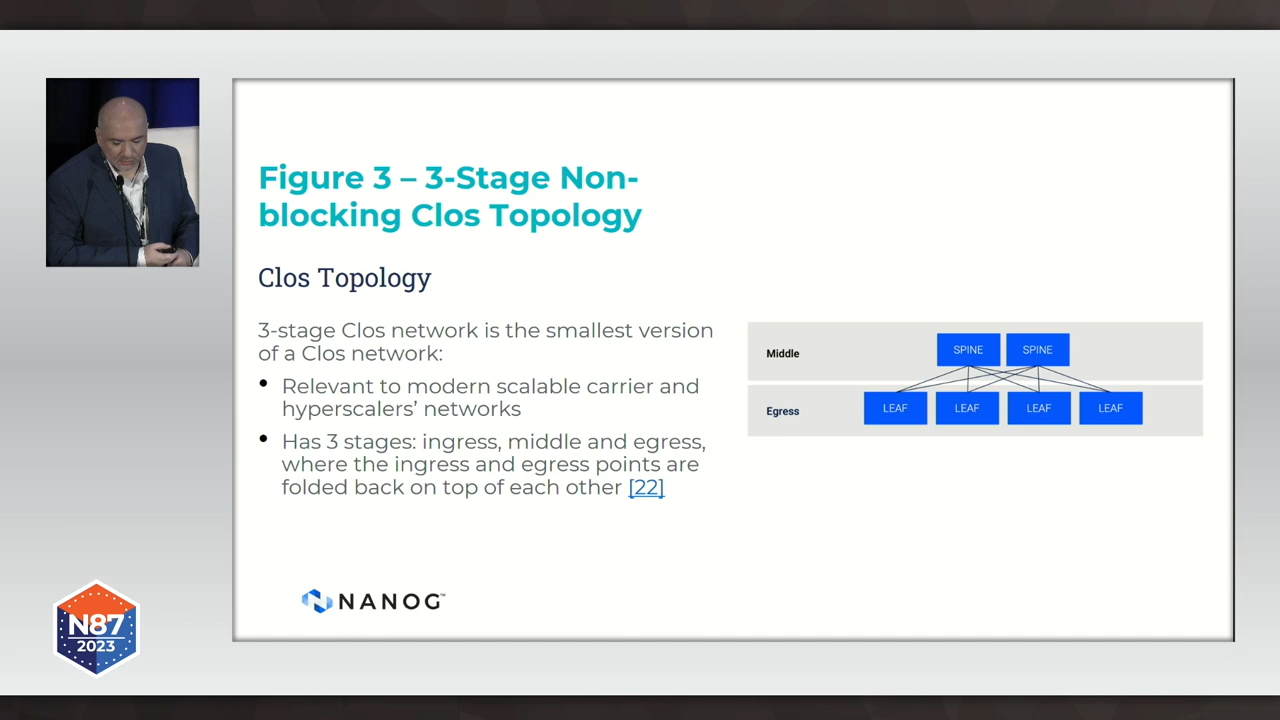 Figure 3 – 3-Stage Non-
blocking Clos Topology
Clos Topology
3-stage Clos network is the smallest version
of a Clos network:
• Relevant to modern scalable carrier and
hyperscalers’ networks
• Has 3 stages: ingress, middle and egress,
where the ingress and egress points are
folded back on top of each other [22]
Middle
SPINE SPINE
Egress
LEAF LEAF LEAF LEAF
NANOG™
N87
2023